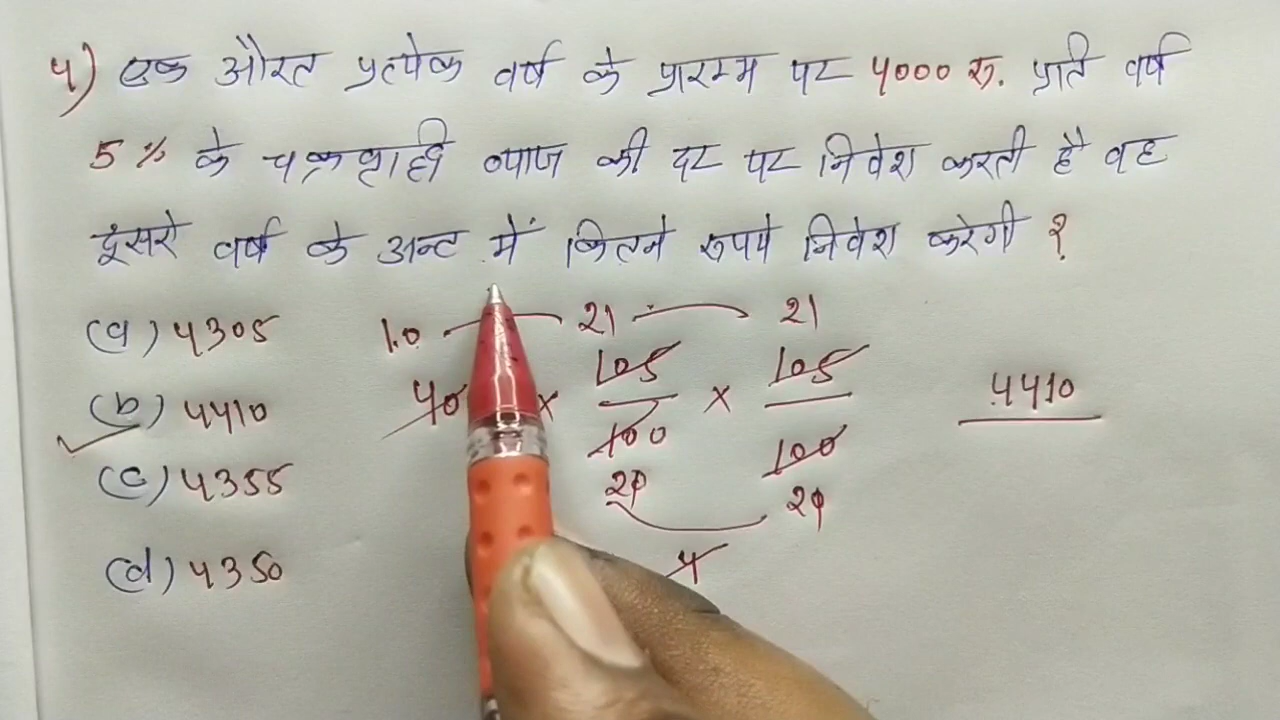 4) एक औरत प्रत्येक वर्ष के प्रारम्भ पर 4000 रु. प्रति वर्ष
5 % के चक्रवृद्धि ब्याज की दर पर निवेश करती है वह
दूसरे वर्ष के अन्त में कितने रुपये निवेश करेगी ?
(a) 4305
(b) 4410
(c) 4355
(d) 4350
10 21 21
40 × 105 × 105
100 100
20 20
4
4410